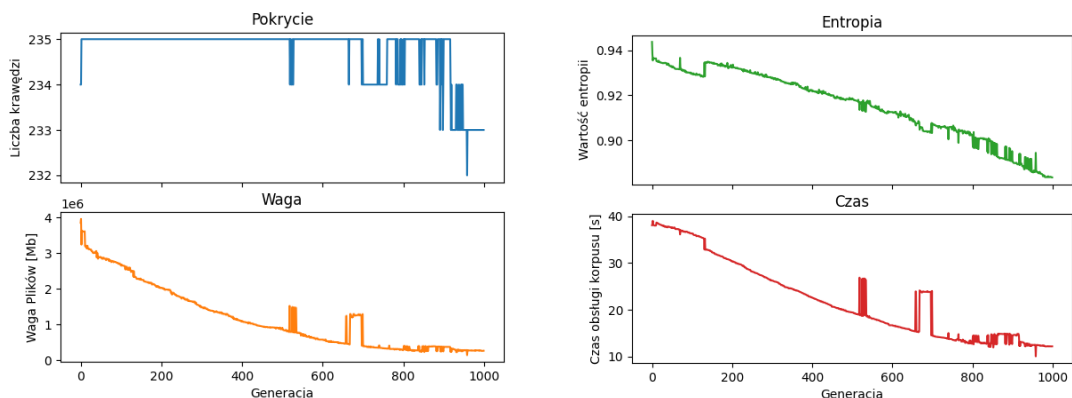 Pokrycie
Liczba krawędzi
235
234
233
232
Entropia
Wartość entropii
0.94
0.92
0.90
Waga
1e6
Waga Plików [Mb]
4
3
2
1
0
0 200 400 600 800 1000
Generacja
Czas
Czas obsługi korpusu [s]
40
30
20
10
0 200 400 600 800 1000
Generacja